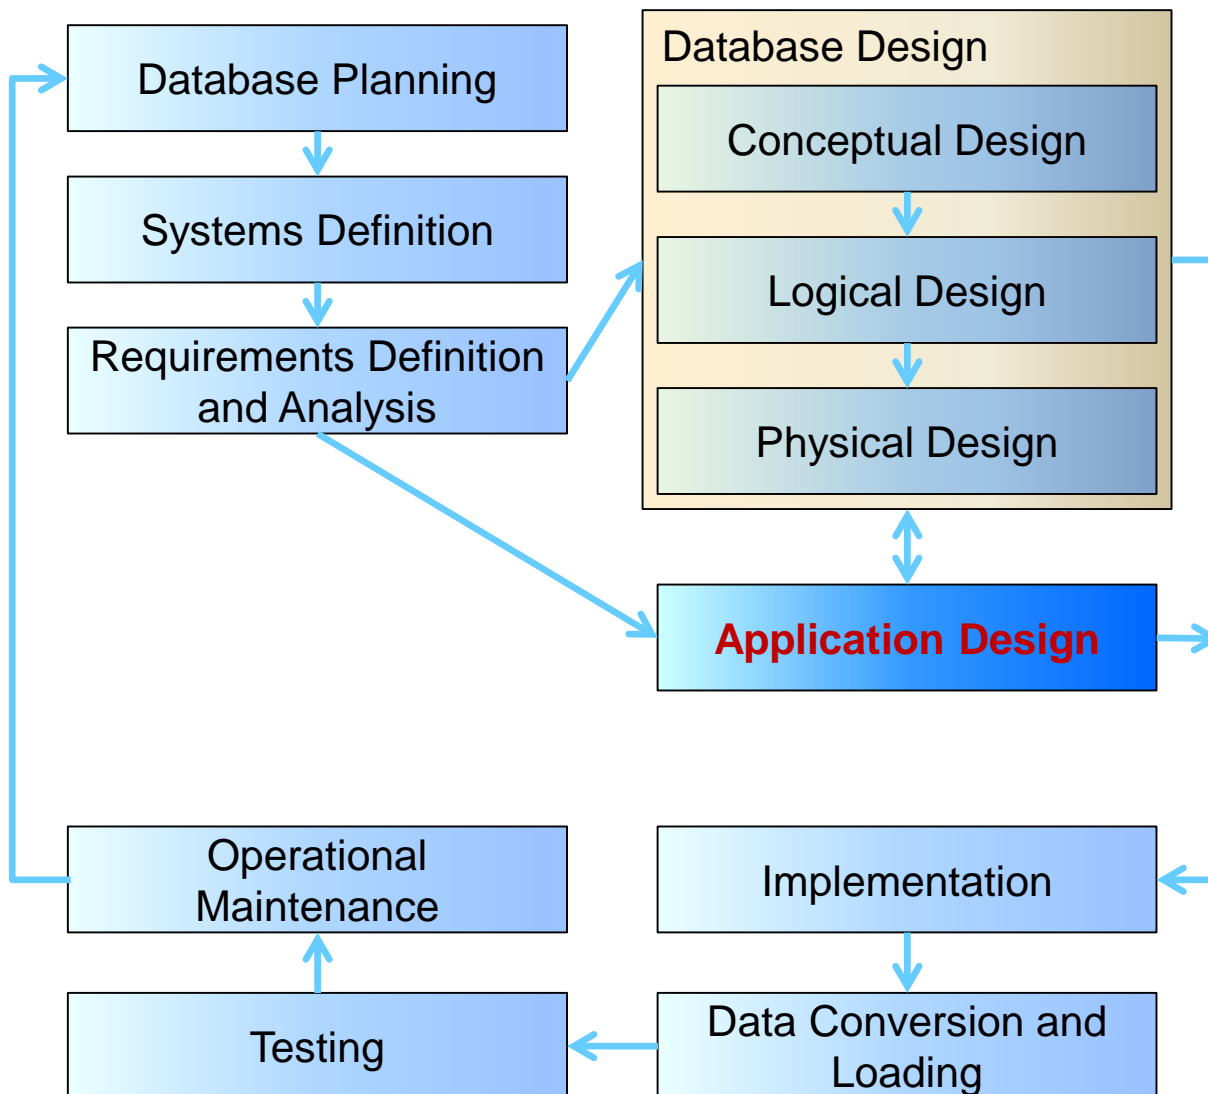 Database Planning
Systems Definition
Requirements Definition
and Analysis
Database Design
Conceptual Design
Logical Design
Physical Design
Application Design
Operational
Maintenance
Implementation
Testing
Data Conversion and
Loading